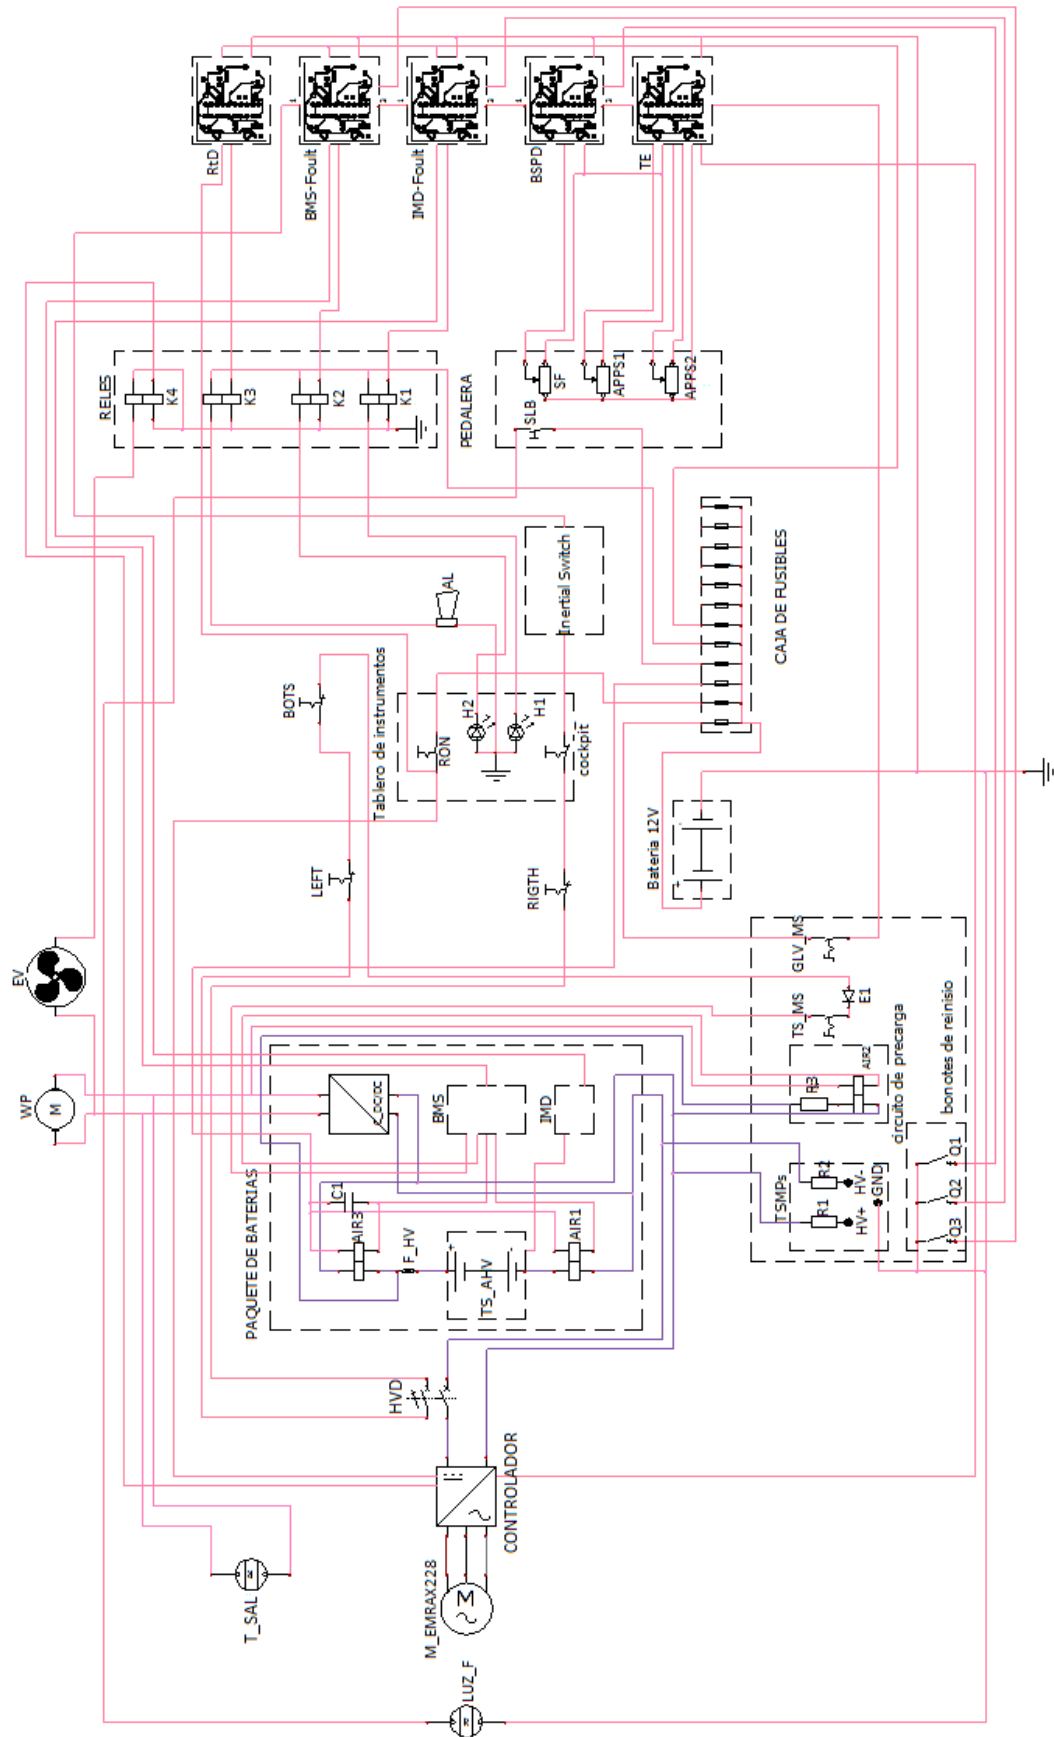 RtD
BMS-Foult
IMD-Foult
BSPD
TE
RELES
K4
K3
K2
K1
PEDALERA
SLB
SF
APPS1
APPS2
AL
Inertial Switch
CAJA DE FUSIBLES
BOTS
Tablero de instrumentos
RON
H2
H1
cockpit
LEFT
RIGTH
Bateria 12V
+
EV
WP
M
GLV_MS
TS_MS
E1
AIR2
R3
circuito de precarga
bonotes de reinisio
PAQUETE DE BATERIAS
C_DC/DC
BMS
IMD
C1
AIR3
F_HV
+
TS_AHV
-
AIR1
TSMPs
R1
R2
HV+
HV-
GND
Q1
Q2
Q3
HVD
CONTROLADOR
M_EMRAX228
M
T_SAL
LUZ_F